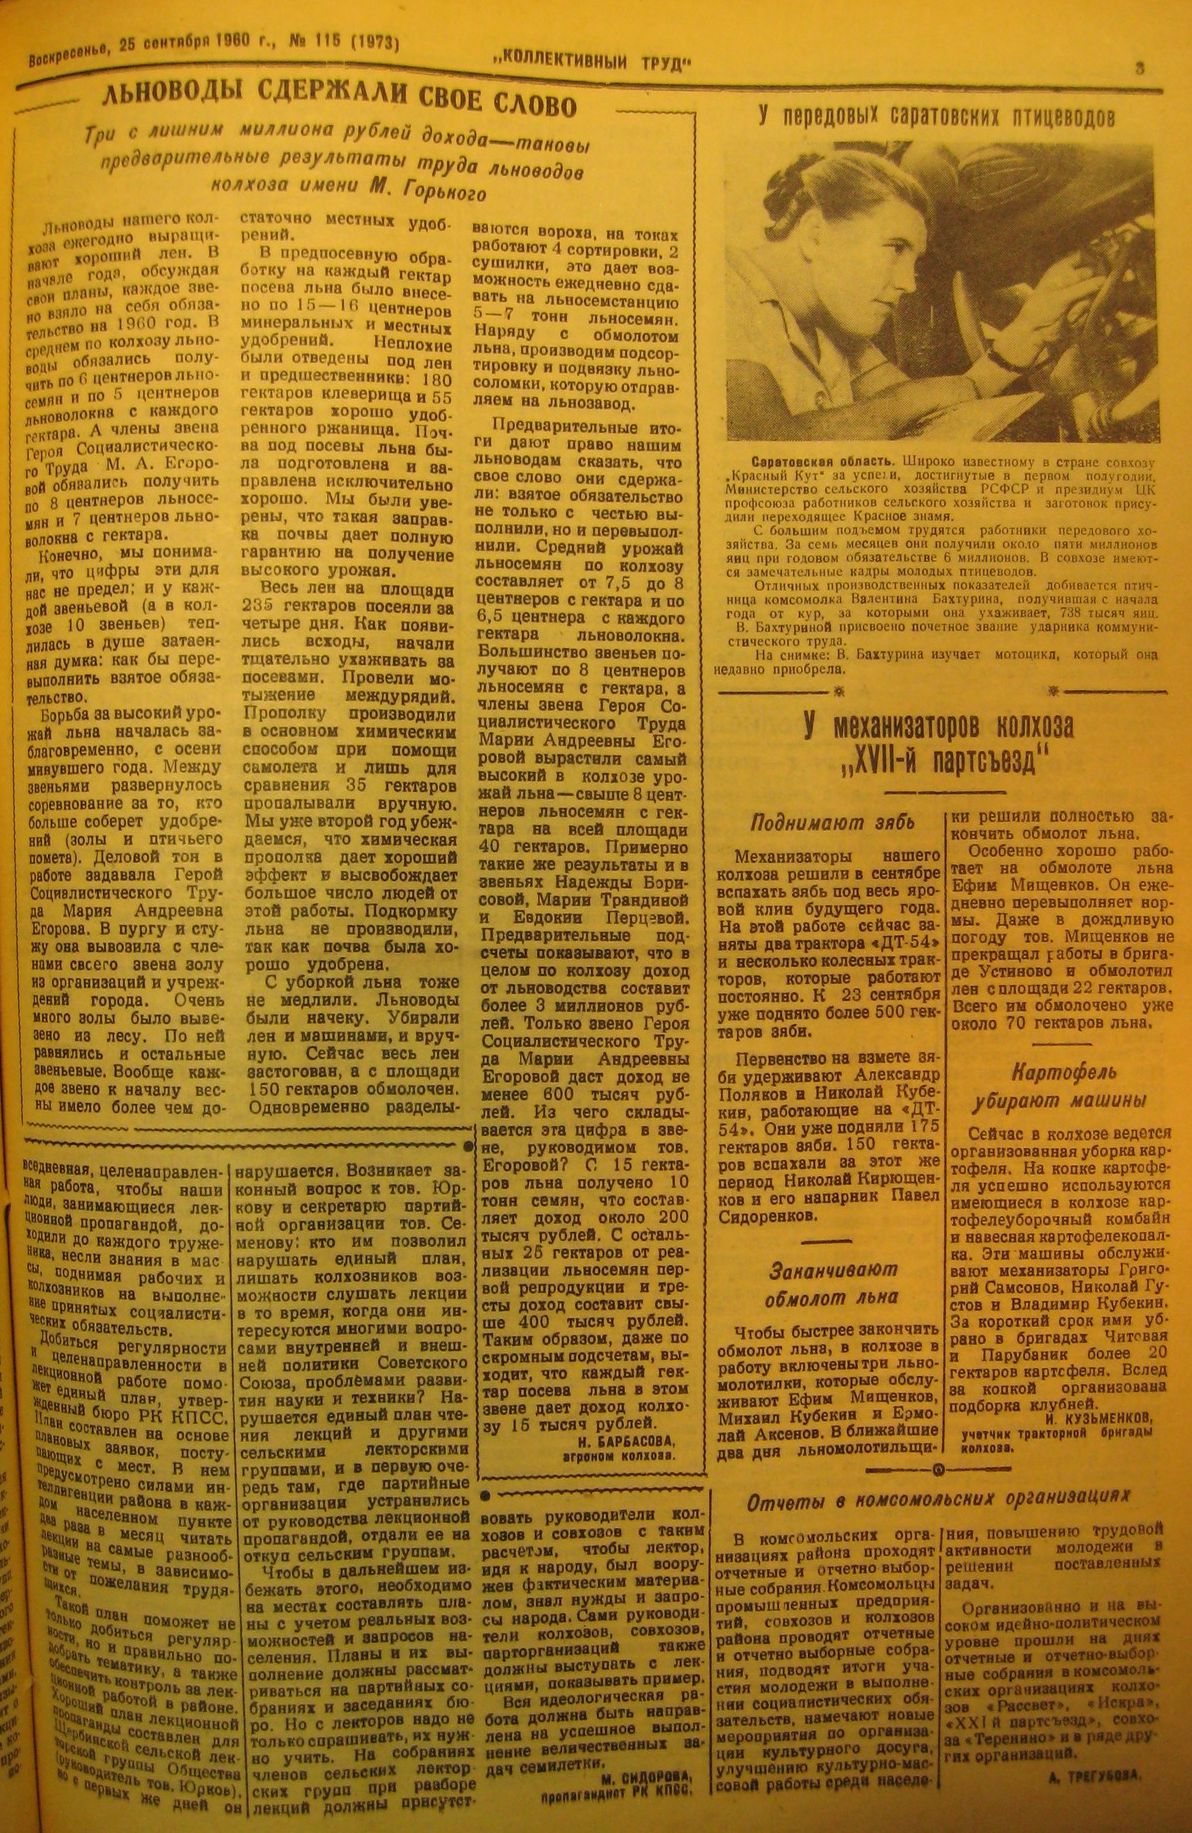 Воскресенье, 25 сентября 1960 г., № 115 (1973)
„КОЛЛЕКТИВНЫЙ ТРУД“
3
ЛЬНОВОДЫ СДЕРЖАЛИ СВОЕ СЛОВО
Три с лишним миллиона рублей дохода—таковы
предварительные результаты труда льноводов
колхоза имени М. Горького
Льноводы нашего кол-
хоза ежегодно выращи-
вают хороший лен. В
начале года, обсуждая
свои планы, каждое зве-
но взяло на себя обяза-
тельство на 1960 год. В
среднем по колхозу льно-
воды обязались полу-
чить по 6 центнеров льно-
семян и по 5 центнеров
льноволокна с каждого
гектара. А члены звена
Героя Социалистическо-
го Труда М. А. Егоро-
вой обязались получить
по 8 центнеров льносе-
мян и 7 центнеров льно-
волокна с гектара.
Конечно, мы понима-
ли, что цифры эти для
нас не предел: и у каж-
дой звеньевой (а в кол-
хозе 10 звеньев) теп-
лилась в душе затаен-
ная думка: как бы пере-
выполнить взятое обяза-
тельство.
Борьба за высокий уро-
жай льна началась за-
благовременно, с осени
минувшего года. Между
звеньями развернулось
соревнование за то, кто
больше соберет удобре-
ний (золы и птичьего
помета). Деловой тон в
работе задавала Герой
Социалистического Тру-
да Мария Андреевна
Егорова. В пургу и сту-
жу она вывозила с чле-
нами своего звена золу
из организаций и учреж-
дений города. Очень
много золы было выве-
зено из лесу. По ней
равнялись и остальные
звеньевые. Вообще каж-
дое звено к началу вес-
ны имело более чем до-
статочно местных удоб-
рений.
В предпосевную обра-
ботку на каждый гектар
посева льна было внесе-
но по 15—16 центнеров
минеральных и местных
удобрений. Неплохие
были отведены под лен
и предшественники: 180
гектаров клеверища и 55
гектаров хорошо удоб-
ренного ржанища. Поч-
ва под посевы льна бы-
ла подготовлена и за-
правлена исключительно
хорошо. Мы были уве-
рены, что такая заправ-
ка почвы дает полную
гарантию на получение
высокого урожая.
Весь лен на площади
235 гектаров посеяли за
четыре дня. Как появи-
лись всходы, начали
тщательно ухаживать за
посевами. Провели мо-
тыжение междурядий.
Прополку производили
в основном химическим
способом при помощи
самолета и лишь для
сравнения 35 гектаров
пропалывали вручную.
Мы уже второй год убеж-
даемся, что химическая
прополка дает хороший
эффект и высвобождает
большое число людей от
этой работы. Подкормку
льна не производили,
так как почва была хо-
рошо удобрена.
С уборкой льна тоже
не медлили. Льноводы
были начеку. Убирали
лен и машинами, и вруч-
ную. Сейчас весь лен
застогован, а с площади
150 гектаров обмолочен.
Одновременно разделы-
ваются вороха, на токах
работают 4 сортировки, 2
сушилки, это дает воз-
можность ежедневно сда-
вать на льносемстанцию
5—7 тонн льносемян.
Наряду с обмолотом
льна, производим подсор-
тировку и подвязку льно-
соломки, которую отправ-
ляем на льнозавод.
Предварительные ито-
ги дают право нашим
льноводам сказать, что
свое слово они сдержа-
ли: взятое обязательство
не только с честью вы-
полнили, но и перевыпол-
нили. Средний урожай
льносемян по колхозу
составляет от 7,5 до 8
центнеров с гектара и по
6,5 центнера с каждого
гектара льноволокна.
Большинство звеньев по-
лучают по 8 центнеров
льносемян с гектара, а
члены звена Героя Со-
циалистического Труда
Марии Андреевны Его-
ровой вырастили самый
высокий в колхозе уро-
жай льна—свыше 8 цент-
неров льносемян с гек-
тара на всей площади
40 гектаров. Примерно
такие же результаты и в
звеньях Надежды Бори-
совой, Марии Трандиной
и Евдокии Перцевой.
Предварительные под-
счеты показывают, что в
целом по колхозу доход
от льноводства составит
более 3 миллионов руб-
лей. Только звено Героя
Социалистического Тру-
да Марии Андреевны
Егоровой даст доход не
менее 600 тысяч руб-
лей. Из чего склады-
вается эта цифра в зве-
не, руководимом тов.
Егоровой? С 15 гекта-
ров льна получено 10
тонн семян, что состав-
ляет доход около 200
тысяч рублей. С осталь-
ных 25 гектаров от реа-
лизации льносемян пер-
вой репродукции и тре-
сты доход составит свы-
ше 400 тысяч рублей.
Таким образом, даже по
скромным подсчетам, вы-
ходит, что каждый гек-
тар посева льна в этом
звене дает доход колхо-
зу 15 тысяч рублей.
Н. БАРБАСОВА,
агроном колхоза.
У передовых саратовских птицеводов
Саратовская область. Широко известному в стране совхозу
„Красный Кут“ за успехи, достигнутые в первом полугодии,
Министерство сельского хозяйства РСФСР и президиум ЦК
профсоюза работников сельского хозяйства и заготовок прису-
дили переходящее Красное знамя.
С большим подъемом трудятся работники передового хо-
зяйства. За семь месяцев они получили около пяти миллионов
яиц при годовом обязательстве 6 миллионов. В совхозе имеют-
ся замечательные кадры молодых птицеводов.
Отличных производственных показателей добивается птич-
ница комсомолка Валентина Бахтурина, получившая с начала
года от кур, за которыми она ухаживает, 738 тысяч яиц.
В. Бахтуриной присвоено почетное звание ударника коммуни-
стического труда.
На снимке: В. Бахтурина изучает мотоцикл, который она
недавно приобрела.
У механизаторов колхоза
„XVII-й партсъезд“
Поднимают зябь
Механизаторы нашего
колхоза решили в сентябре
вспахать зябь под весь яро-
вой клин будущего года.
На этой работе сейчас за-
няты два трактора «ДТ-54»
и несколько колесных трак-
торов, которые работают
постоянно. К 23 сентября
уже поднято более 500 гек-
таров зяби.
Первенство на взмете зя-
би удерживают Александр
Поляков и Николай Кубе-
кин, работающие на «ДТ-
54». Они уже подняли 175
гектаров зяби. 150 гекта-
ров вспахали за этот же
период Николай Кирющен-
ков и его напарник Павел
Сидоренков.
Заканчивают
обмолот льна
Чтобы быстрее закончить
обмолот льна, в колхозе в
работу включены три льно-
молотилки, которые обслу-
живают Ефим Мищенков,
Михаил Кубекин и Ермо-
лай Аксенов. В ближайшие
два дня льномолотильщи-
ки решили полностью за-
кончить обмолот льна.
Особенно хорошо рабо-
тает на обмолоте льна
Ефим Мищенков. Он еже-
дневно перевыполняет нор-
мы. Даже в дождливую
погоду тов. Мищенков не
прекращал работы в брига-
де Устиново и обмолотил
лен с площади 22 гектаров.
Всего им обмолочено уже
около 70 гектаров льна.
Картофель
убирают машины
Сейчас в колхозе ведется
организованная уборка кар-
тофеля. На копке картофе-
ля успешно используются
имеющиеся в колхозе кар-
тофелеуборочный комбайн
и навесная картофелекопал-
ка. Эти машины обслужи-
вают механизаторы Григо-
рий Самсонов, Николай Гу-
стов и Владимир Кубекин.
За короткий срок ими уб-
рано в бригадах Читовая
и Парубаник более 20
гектаров картофеля. Вслед
за копкой организована
подборка клубней.
И. КУЗЬМЕНКОВ,
учетчик тракторной бригады
колхоза.
вседневная, целенаправлен-
ная работа, чтобы наши
люди, занимающиеся лек-
ционной пропагандой, до-
ходили до каждого труже-
ника, несли знания в мас
сы, поднимая рабочих и
колхозников на выполне-
ние принятых социалисти-
ческих обязательств.
Добиться регулярности
и целенаправленности в
лекционной работе помо-
жет единый план, утвер-
жденный бюро РК КПСС.
План составлен на основе
плановых заявок, посту-
пающих с мест. В нем
предусмотрено силами ин-
теллигенции района в каж-
дом населенном пункте
два раза в месяц читать
лекции на самые разнооб-
разные темы, в зависимо-
сти от пожелания трудя-
щихся.
Такой план поможет не
только добиться регуляр-
ности, но и правильно по-
добрать тематику, а также
обеспечить контроль за лек-
ционной работой в районе.
Хороший план лекционной
пропаганды составлен для
Щербинской сельской лек-
торской группы Общества
(руководитель тов. Юрков),
но с первых же дней он
нарушается. Возникает за-
конный вопрос к тов. Юр-
кову и секретарю партий-
ной организации тов. Се-
менову: кто им позволил
нарушать единый план,
лишать колхозников воз-
можности слушать лекции
в то время, когда они ин-
тересуются многими вопро-
сами внутренней и внеш-
ней политики Советского
Союза, проблемами разви-
тия науки и техники? На-
рушается единый план чте-
ния лекций и другими
сельскими лекторскими
группами, и в первую оче-
редь там, где партийные
организации устранились
от руководства лекционной
пропагандой, отдали ее на
откуп сельским группам.
Чтобы в дальнейшем из-
бежать этого, необходимо
на местах составлять пла-
ны с учетом реальных воз-
можностей и запросов на-
селения. Планы и их вы-
полнение должны рассмат-
риваться на партийных со-
браниях и заседаниях бю-
ро. Но с лекторов надо не
только спрашивать, их нуж-
но учить. На собраниях
членов сельских лектор-
ских групп при разборе
лекций должны присутст-
вовать руководители кол-
хозов и совхозов с таким
расчетом, чтобы лектор,
идя к народу, был воору-
жен фактическим материа-
лом, знал нужды и запро-
сы народа. Сами руководи-
тели колхозов, совхозов,
парторганизаций также
должны выступать с лек-
циями, показывать пример.
Вся идеологическая ра-
бота должна быть направ-
лена на успешное выпол-
нение величественных за-
дач семилетки.
М. СИДОРОВА,
пропагандист РК КПСС.
Отчеты в комсомольских организациях
В комсомольских орга-
низациях района проходят
отчетные и отчетно-выбор-
ные собрания. Комсомольцы
промышленных предприя-
тий, совхозов и колхозов
района проводят отчетные
и отчетно выборные собра-
ния, подводят итоги уча-
стия молодежи в выполне-
нии социалистических обя-
зательств, намечают новые
мероприятия по организа-
ции культурного досуга,
улучшению культурно-мас-
совой работы среди населе-
ния, повышению трудовой
активности молодежи в
решении поставленных
задач.
Организованно и на вы-
соком идейно-политическом
уровне прошли на днях
отчетные и отчетно-выбор-
ные собрания в комсомоль-
ских организациях колхо-
зов «Рассвет», «Искра»,
«XXI й партсъезд», совхо-
за «Теренино» и в ряде дру-
гих организаций.
А. ТРЕГУБОВА.